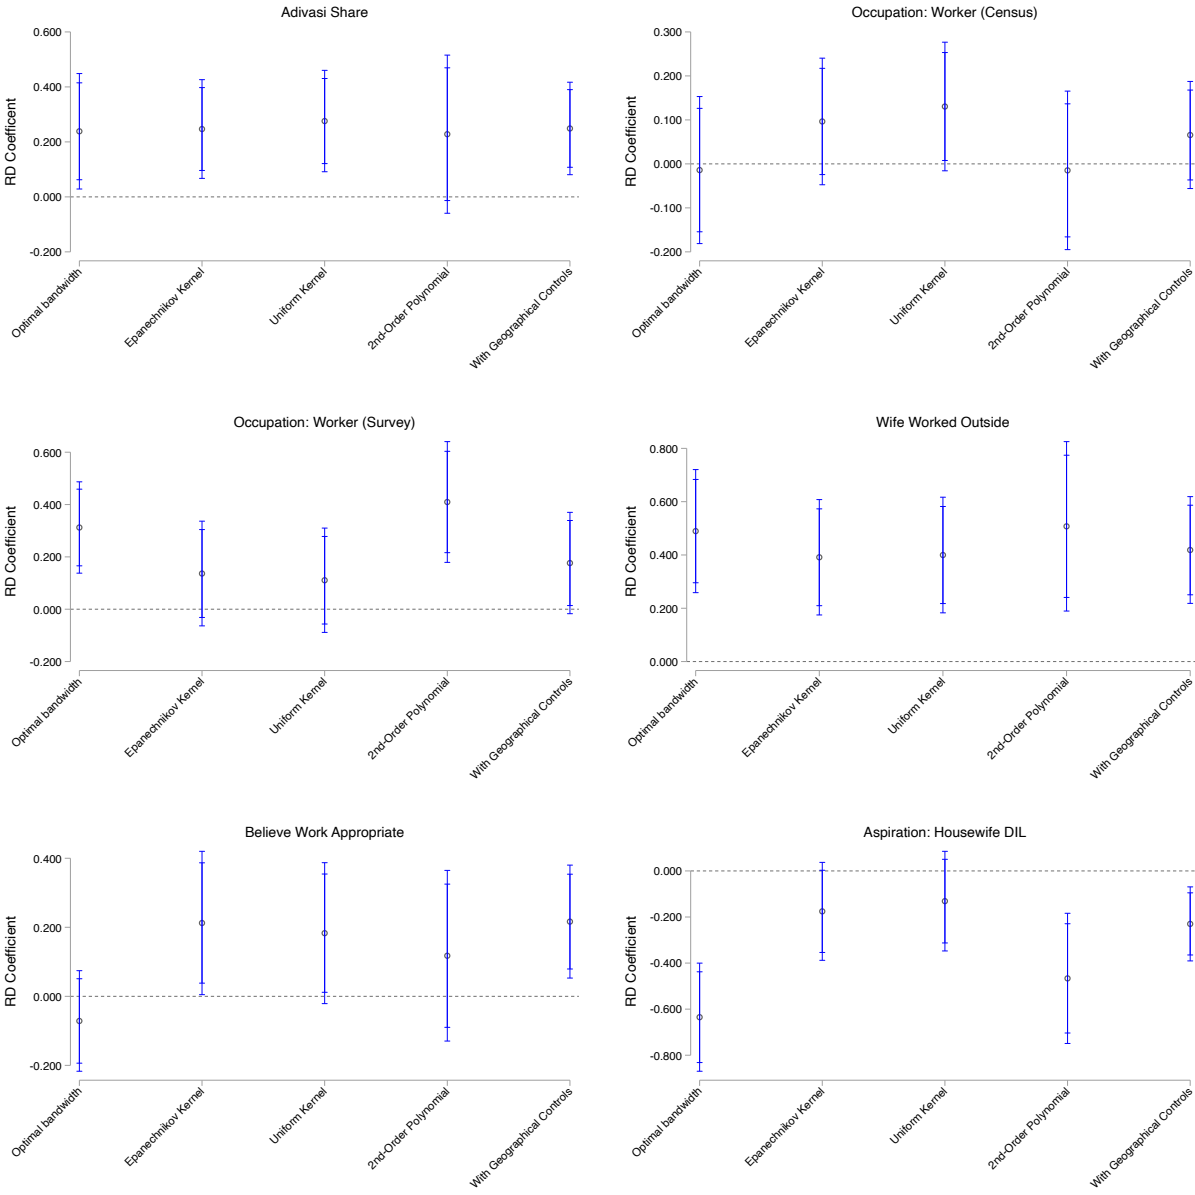 Adivasi Share
RD Coefficient
0.600
0.400
0.200
0.000
-0.200
Optimal bandwidth
Epanechnikov Kernel
Uniform Kernel
2nd-Order Polynomial
With Geographical Controls
Occupation: Worker (Census)
RD Coefficient
0.300
0.200
0.100
0.000
-0.100
-0.200
Optimal bandwidth
Epanechnikov Kernel
Uniform Kernel
2nd-Order Polynomial
With Geographical Controls
Occupation: Worker (Survey)
RD Coefficient
0.600
0.400
0.200
0.000
-0.200
Optimal bandwidth
Epanechnikov Kernel
Uniform Kernel
2nd-Order Polynomial
With Geographical Controls
Wife Worked Outside
RD Coefficient
0.800
0.600
0.400
0.200
0.000
Optimal bandwidth
Epanechnikov Kernel
Uniform Kernel
2nd-Order Polynomial
With Geographical Controls
Believe Work Appropriate
RD Coefficient
0.400
0.200
0.000
-0.200
Optimal bandwidth
Epanechnikov Kernel
Uniform Kernel
2nd-Order Polynomial
With Geographical Controls
Aspiration: Housewife DIL
RD Coefficient
0.000
-0.200
-0.400
-0.600
-0.800
Optimal bandwidth
Epanechnikov Kernel
Uniform Kernel
2nd-Order Polynomial
With Geographical Controls